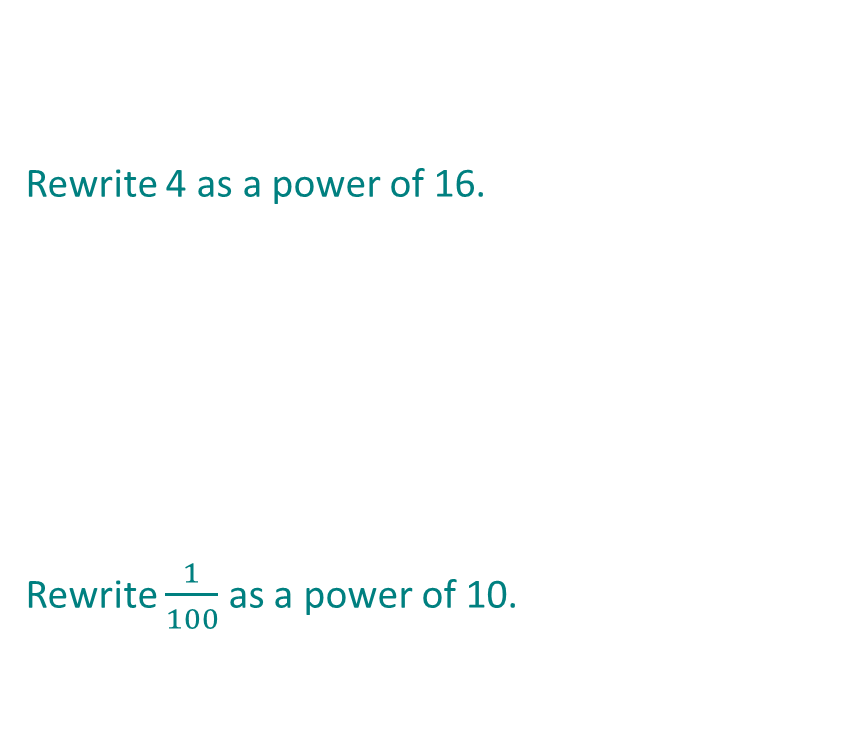 Rewrite 4 as a power of 16.
Rewrite 1/100 as a power of 10.